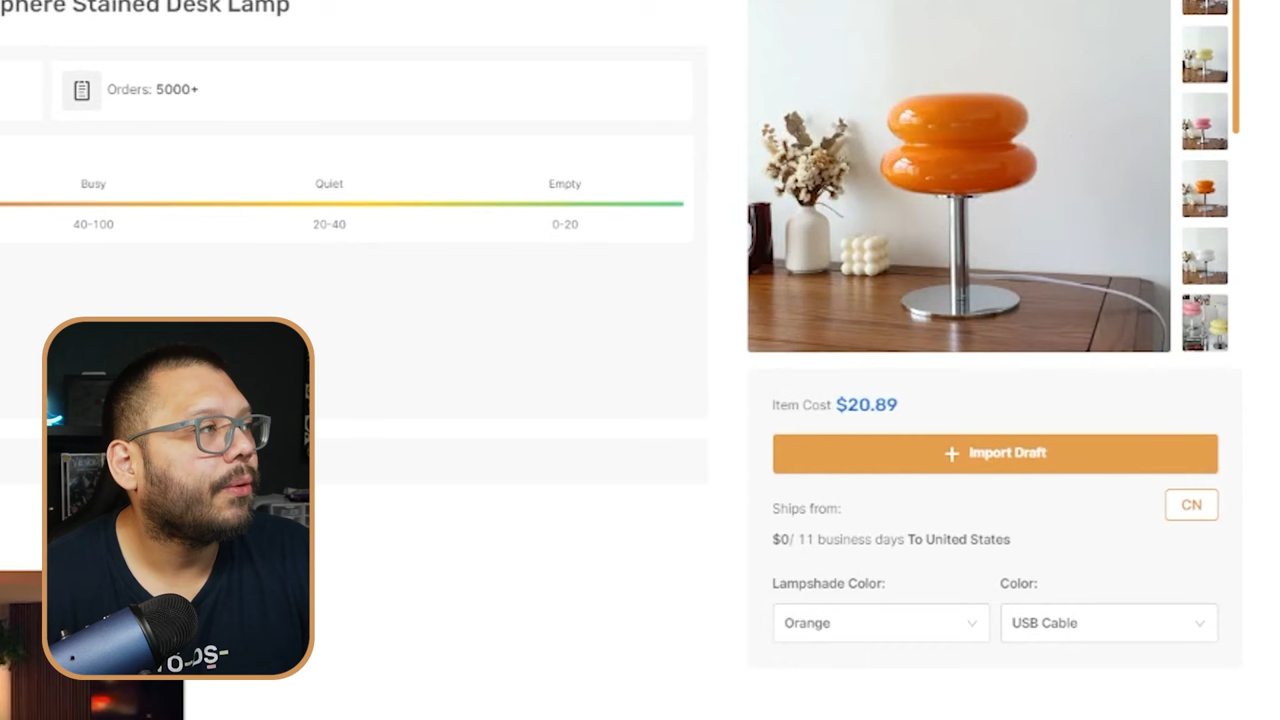 phere Stained Desk Lamp
Orders: 5000+
Busy
Quiet
Empty
40-100
20-40
0-20
Item Cost $20.89
+ Import Draft
Ships from:
CN
$0/ 11 business days To United States
Lampshade Color:
Color:
Orange
USB Cable